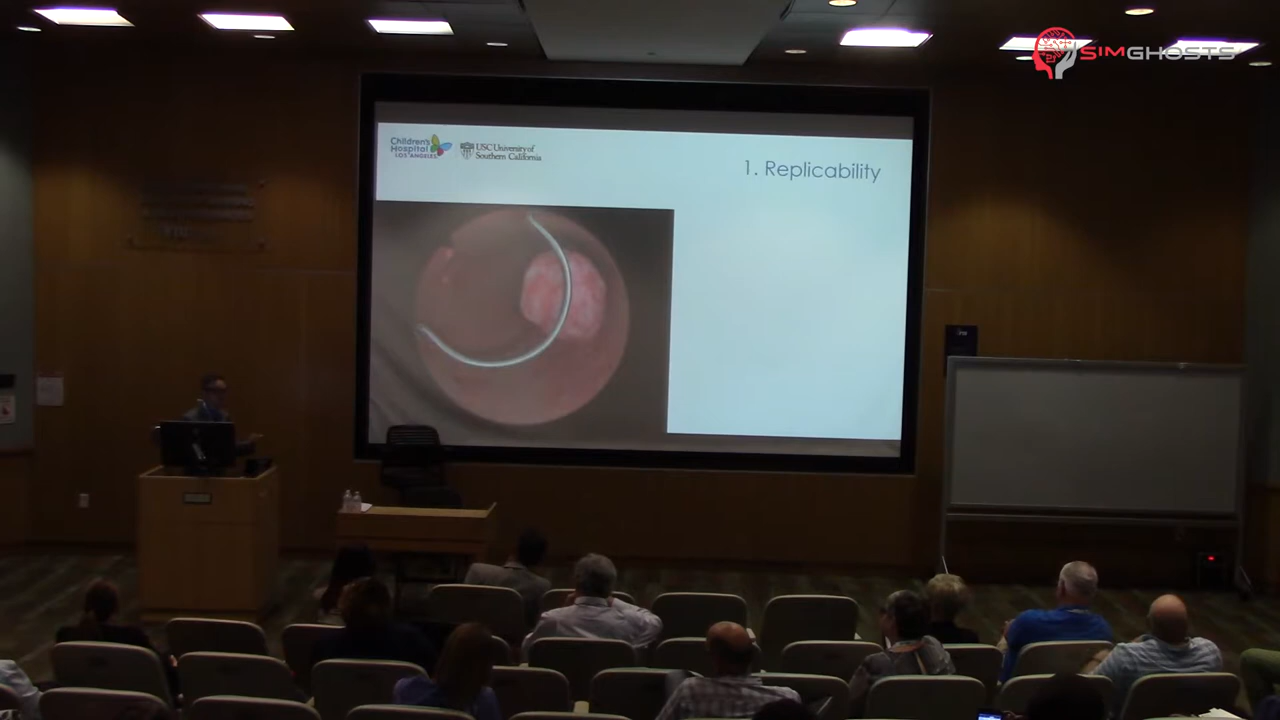 SIMGHOSTS
Children's
Hospital
LOS ANGELES
USC University of
Southern California
1. Replicability